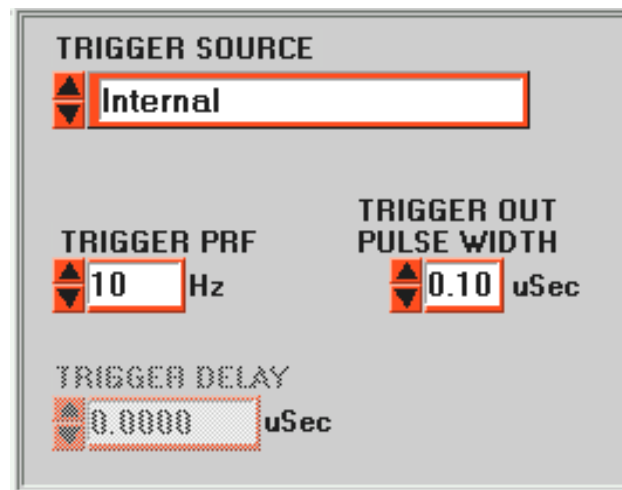 TRIGGER SOURCE
Internal
TRIGGER OUT
TRIGGER PRF PULSE WIDTH
10 Hz 0.10 uSec
TRIGGER DELAY
0.0000 uSec